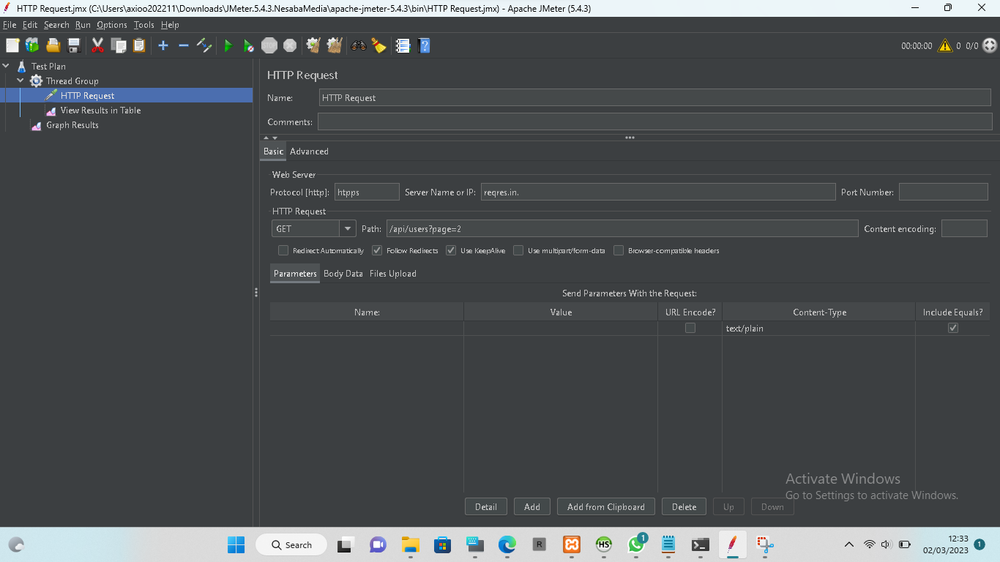 HTTP Request.jmx (C:\Users\axioo202211\Downloads\JMeter.5.4.3.NesabaMedia\apache-jmeter-5.4.3\bin\HTTP Request.jmx) - Apache JMeter (5.4.3)
File Edit Search Run Options Tools Help
STOP 00:00:00 0 0/0
Test Plan
Thread Group
HTTP Request
View Results in Table
Graph Results
HTTP Request
Name: HTTP Request
Comments:
Basic Advanced
Web Server
Protocol [http]: htpps Server Name or IP: reqres.in. Port Number:
HTTP Request
GET Path: /api/users?page=2 Content encoding:
Redirect Automatically Follow Redirects Use KeepAlive Use multipart/form-data Browser-compatible headers
Parameters Body Data Files Upload
Send Parameters With the Request:
Name: Value URL Encode? Content-Type Include Equals?
text/plain
Detail Add Add from Clipboard Delete Up Down
Activate Windows
Go to Settings to activate Windows.
Search R HS 1 12:33 1
02/03/2023